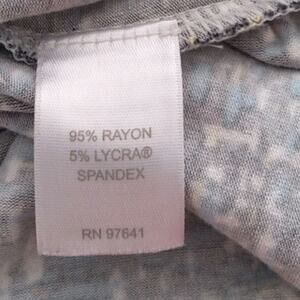 95% RAYON
5% LYCRA®
SPANDEX
RN 97641